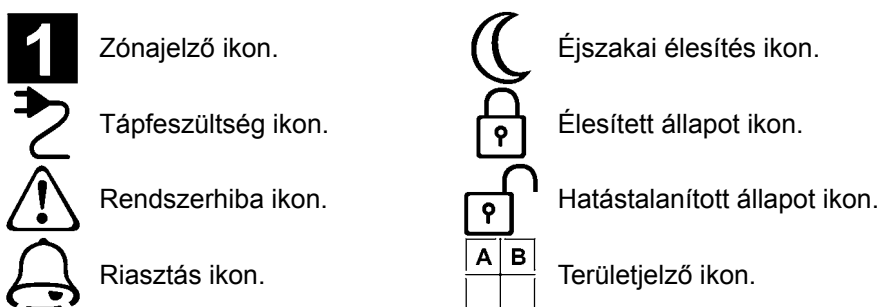 1 Zónajelző ikon.
Tápfeszültség ikon.
Rendszerhiba ikon.
Riasztás ikon.
Éjszakai élesítés ikon.
Élesített állapot ikon.
Hatástalanított állapot ikon.
A B
Területjelző ikon.